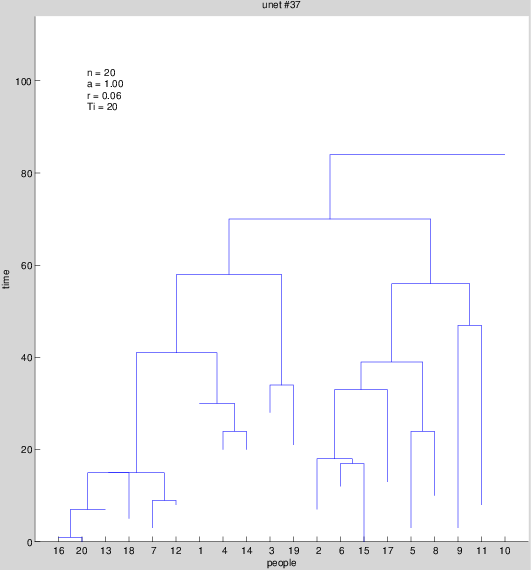 unet #37
n = 20
a = 1.00
r = 0.06
Ti = 20
100
80
60
40
20
0
time
16 20 13 18 7 12 1 4 14 3 19 2 6 15 17 5 8 9 11 10
people